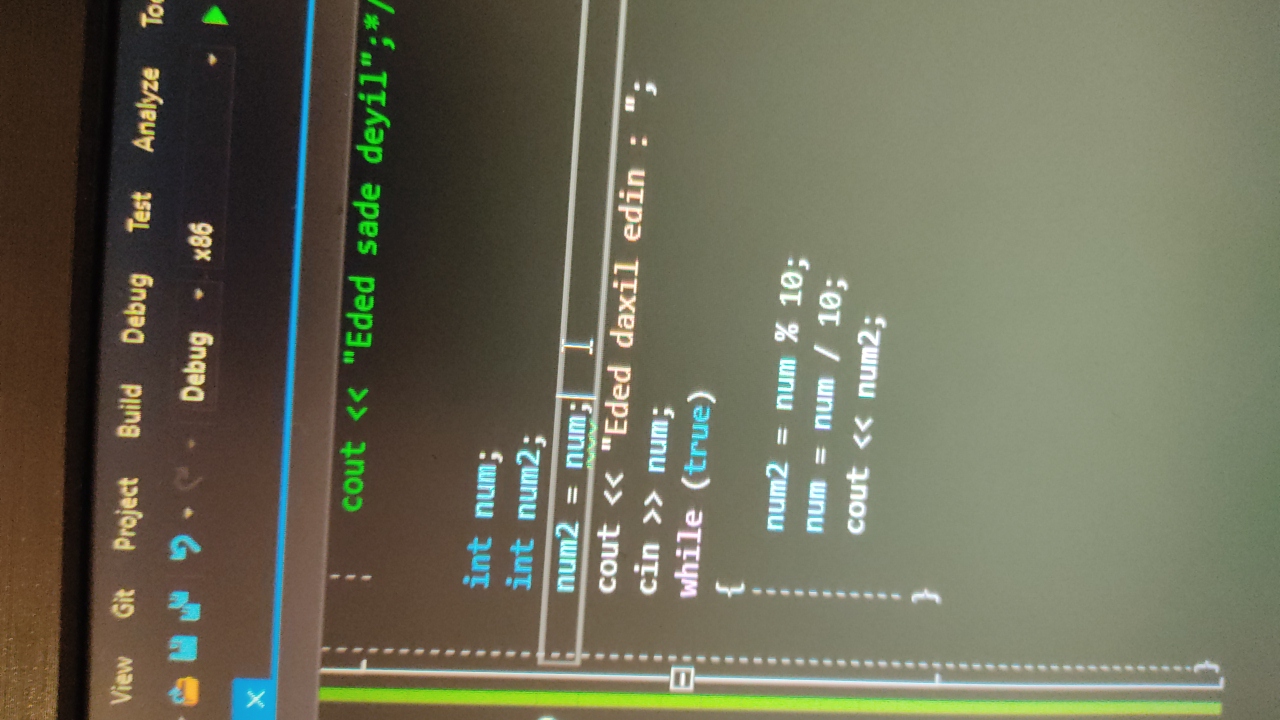 View Git Project Build Debug Test Analyze
Debug x86
cout << "Eded sade deyil";*/
int num;
int num2;
num2 = num;
cout << "Eded daxil edin : ";
cin >> num;
while (true)
{
num2 = num % 10;
num = num / 10;
cout << num2;
}
}